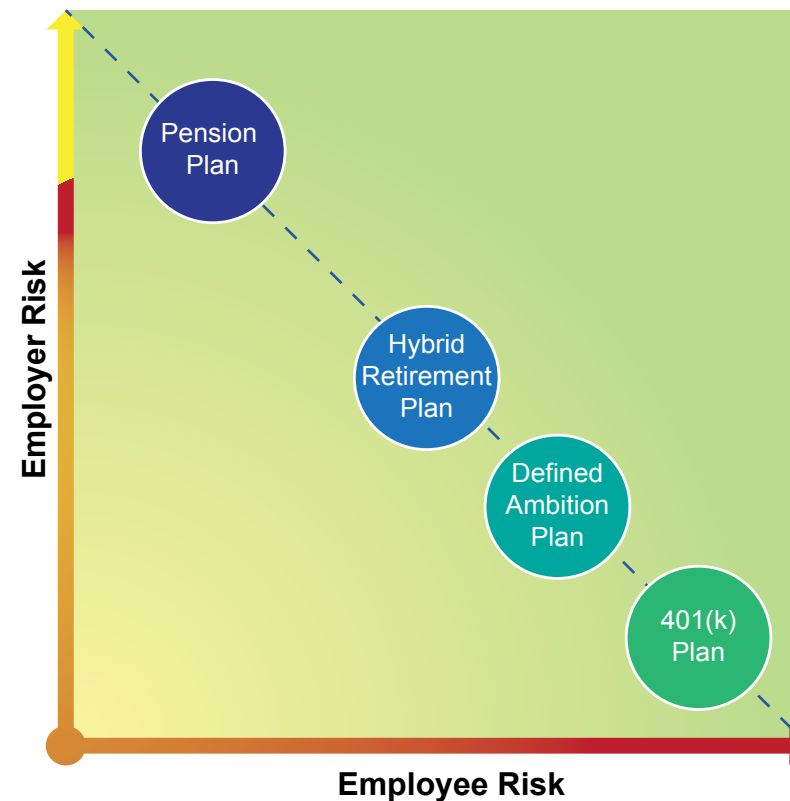 Pension
Plan
Hybrid
Retirement
Plan
Defined
Ambition
Plan
401(k)
Plan
Employer Risk
Employee Risk